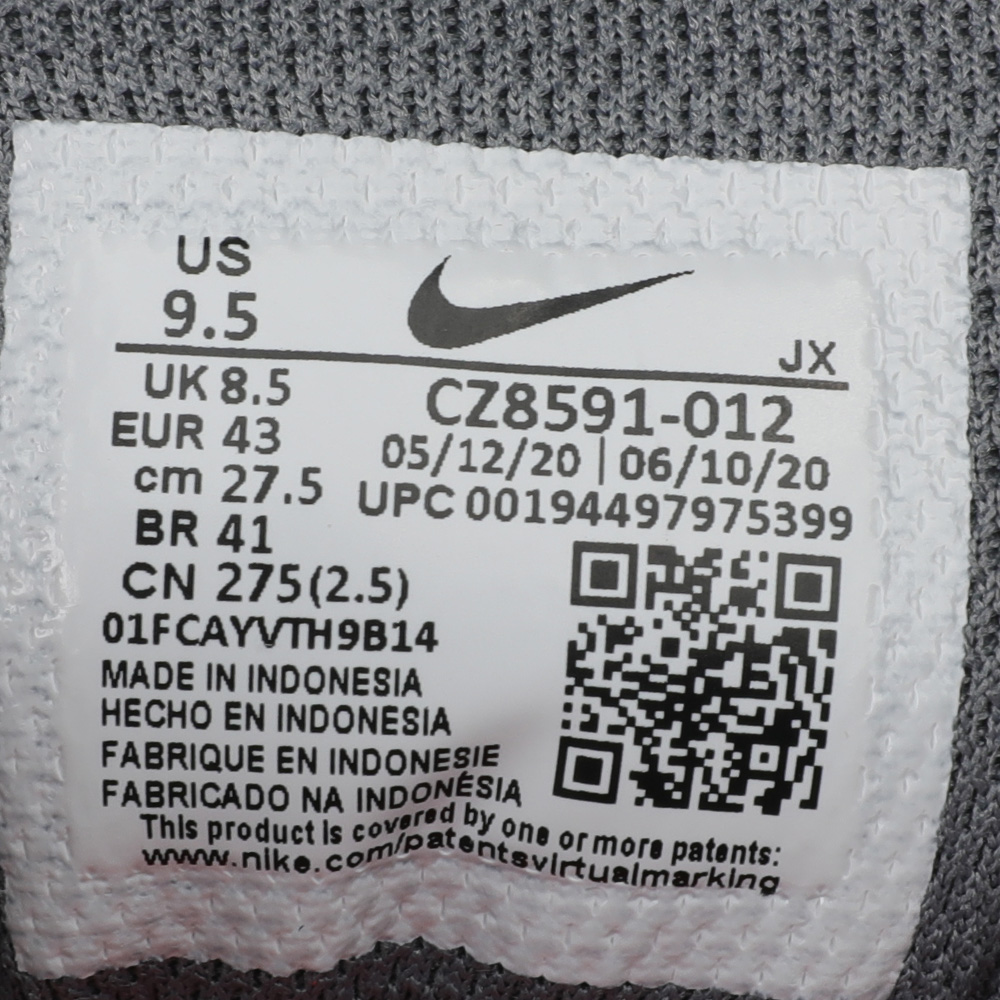 US
9.5
JX
UK 8.5
EUR 43
cm 27.5
BR 41
CN 275(2.5)
CZ8591-012
05/12/20 | 06/10/20
UPC 00194497975399
01FCAYVTH9B14
MADE IN INDONESIA
HECHO EN INDONESIA
FABRIQUE EN INDONESIE
FABRICADO NA INDONÉSIA
This product is covered by one or more patents:
www.nike.com/patentsvirtualmarking